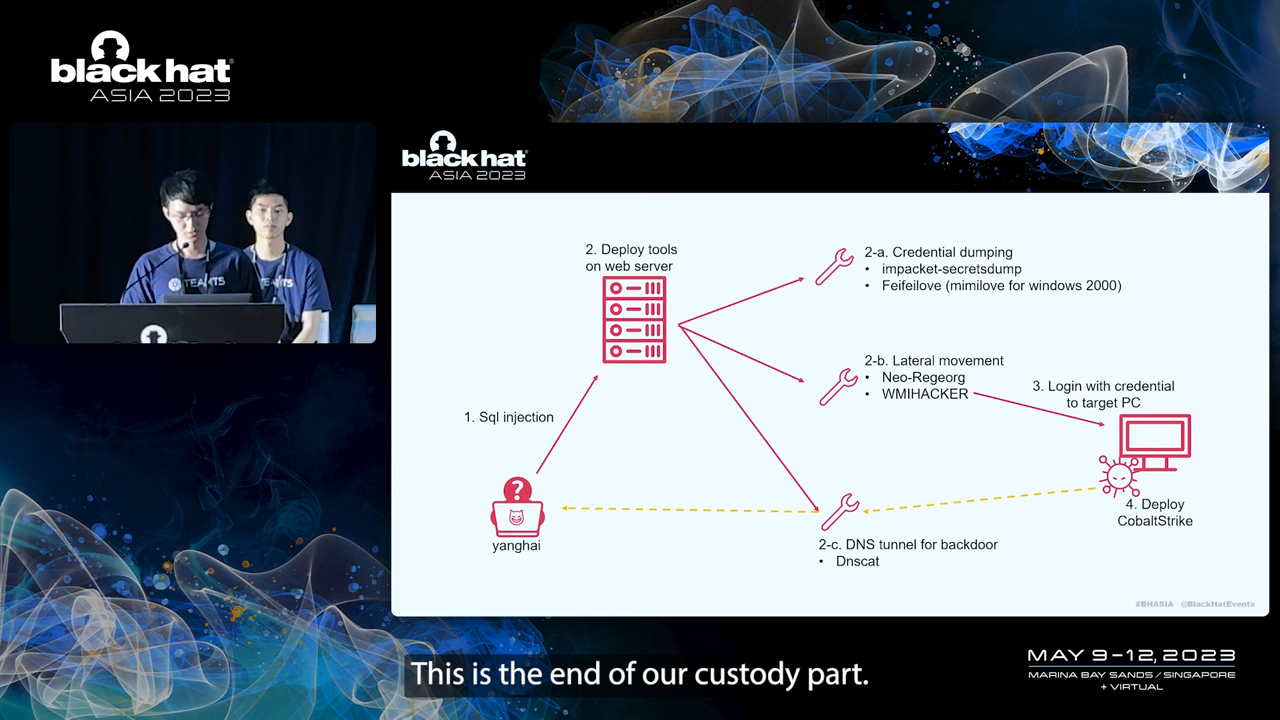 black hat
ASIA 2023
black hat
ASIA 2023
TEAMT5
2. Deploy tools
on web server
2-a. Credential dumping
• impacket-secretsdump
• Feifeilove (mimilove for windows 2000)
2-b. Lateral movement
• Neo-Regeorg
• WMIHACKER
3. Login with credential
to target PC
1. Sql injection
?
yanghai
4. Deploy
CobaltStrike
2-c. DNS tunnel for backdoor
• Dnscat
#BHASIA @BlackHatEvents
This is the end of our custody part.
MAY 9-12, 2023
MARINA BAY SANDS / SINGAPORE
+ VIRTUAL